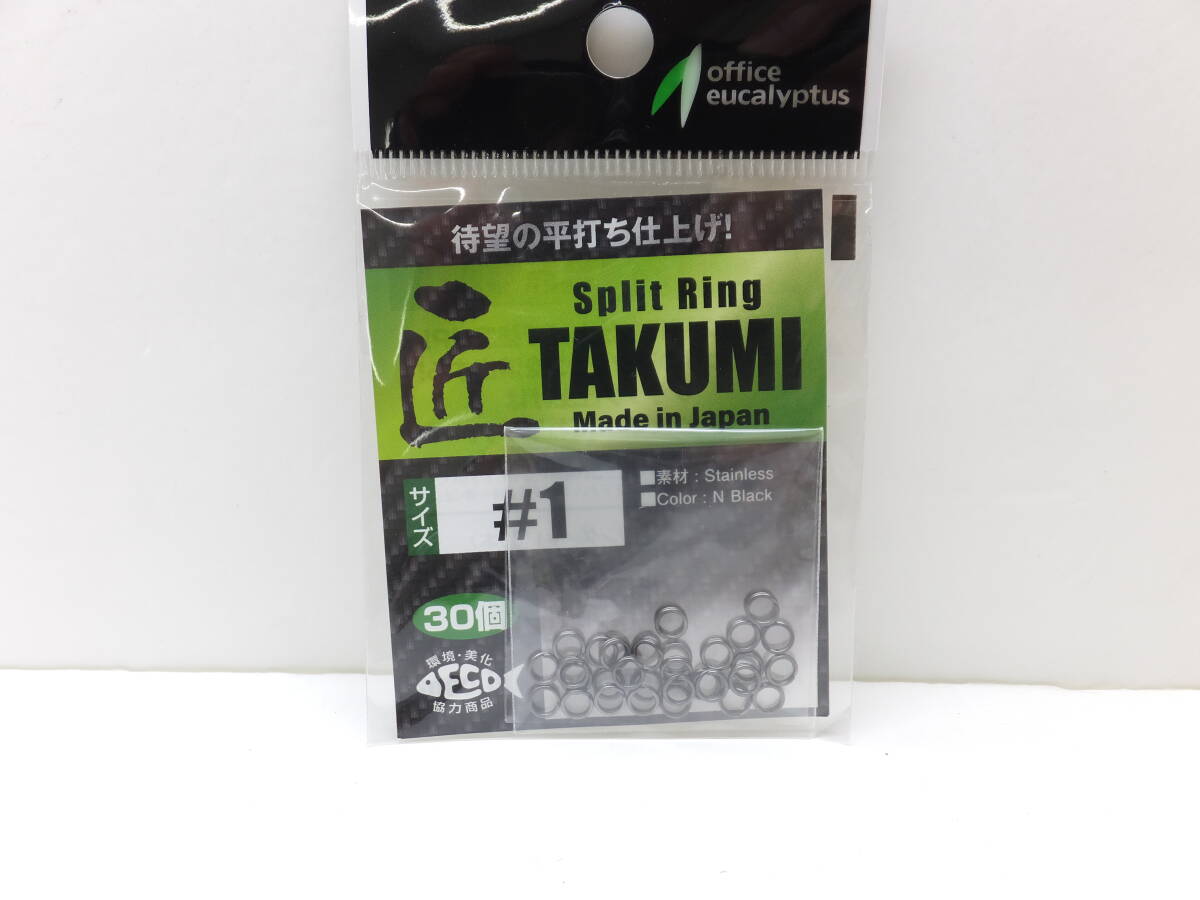 office
eucalyptus
待望の平打ち仕上げ!
匠
Split Ring
TAKUMI
Made in Japan
サイズ
#1
■素材 : Stainless
■Color : N Black
30個
環境・美化
ECO
協力商品